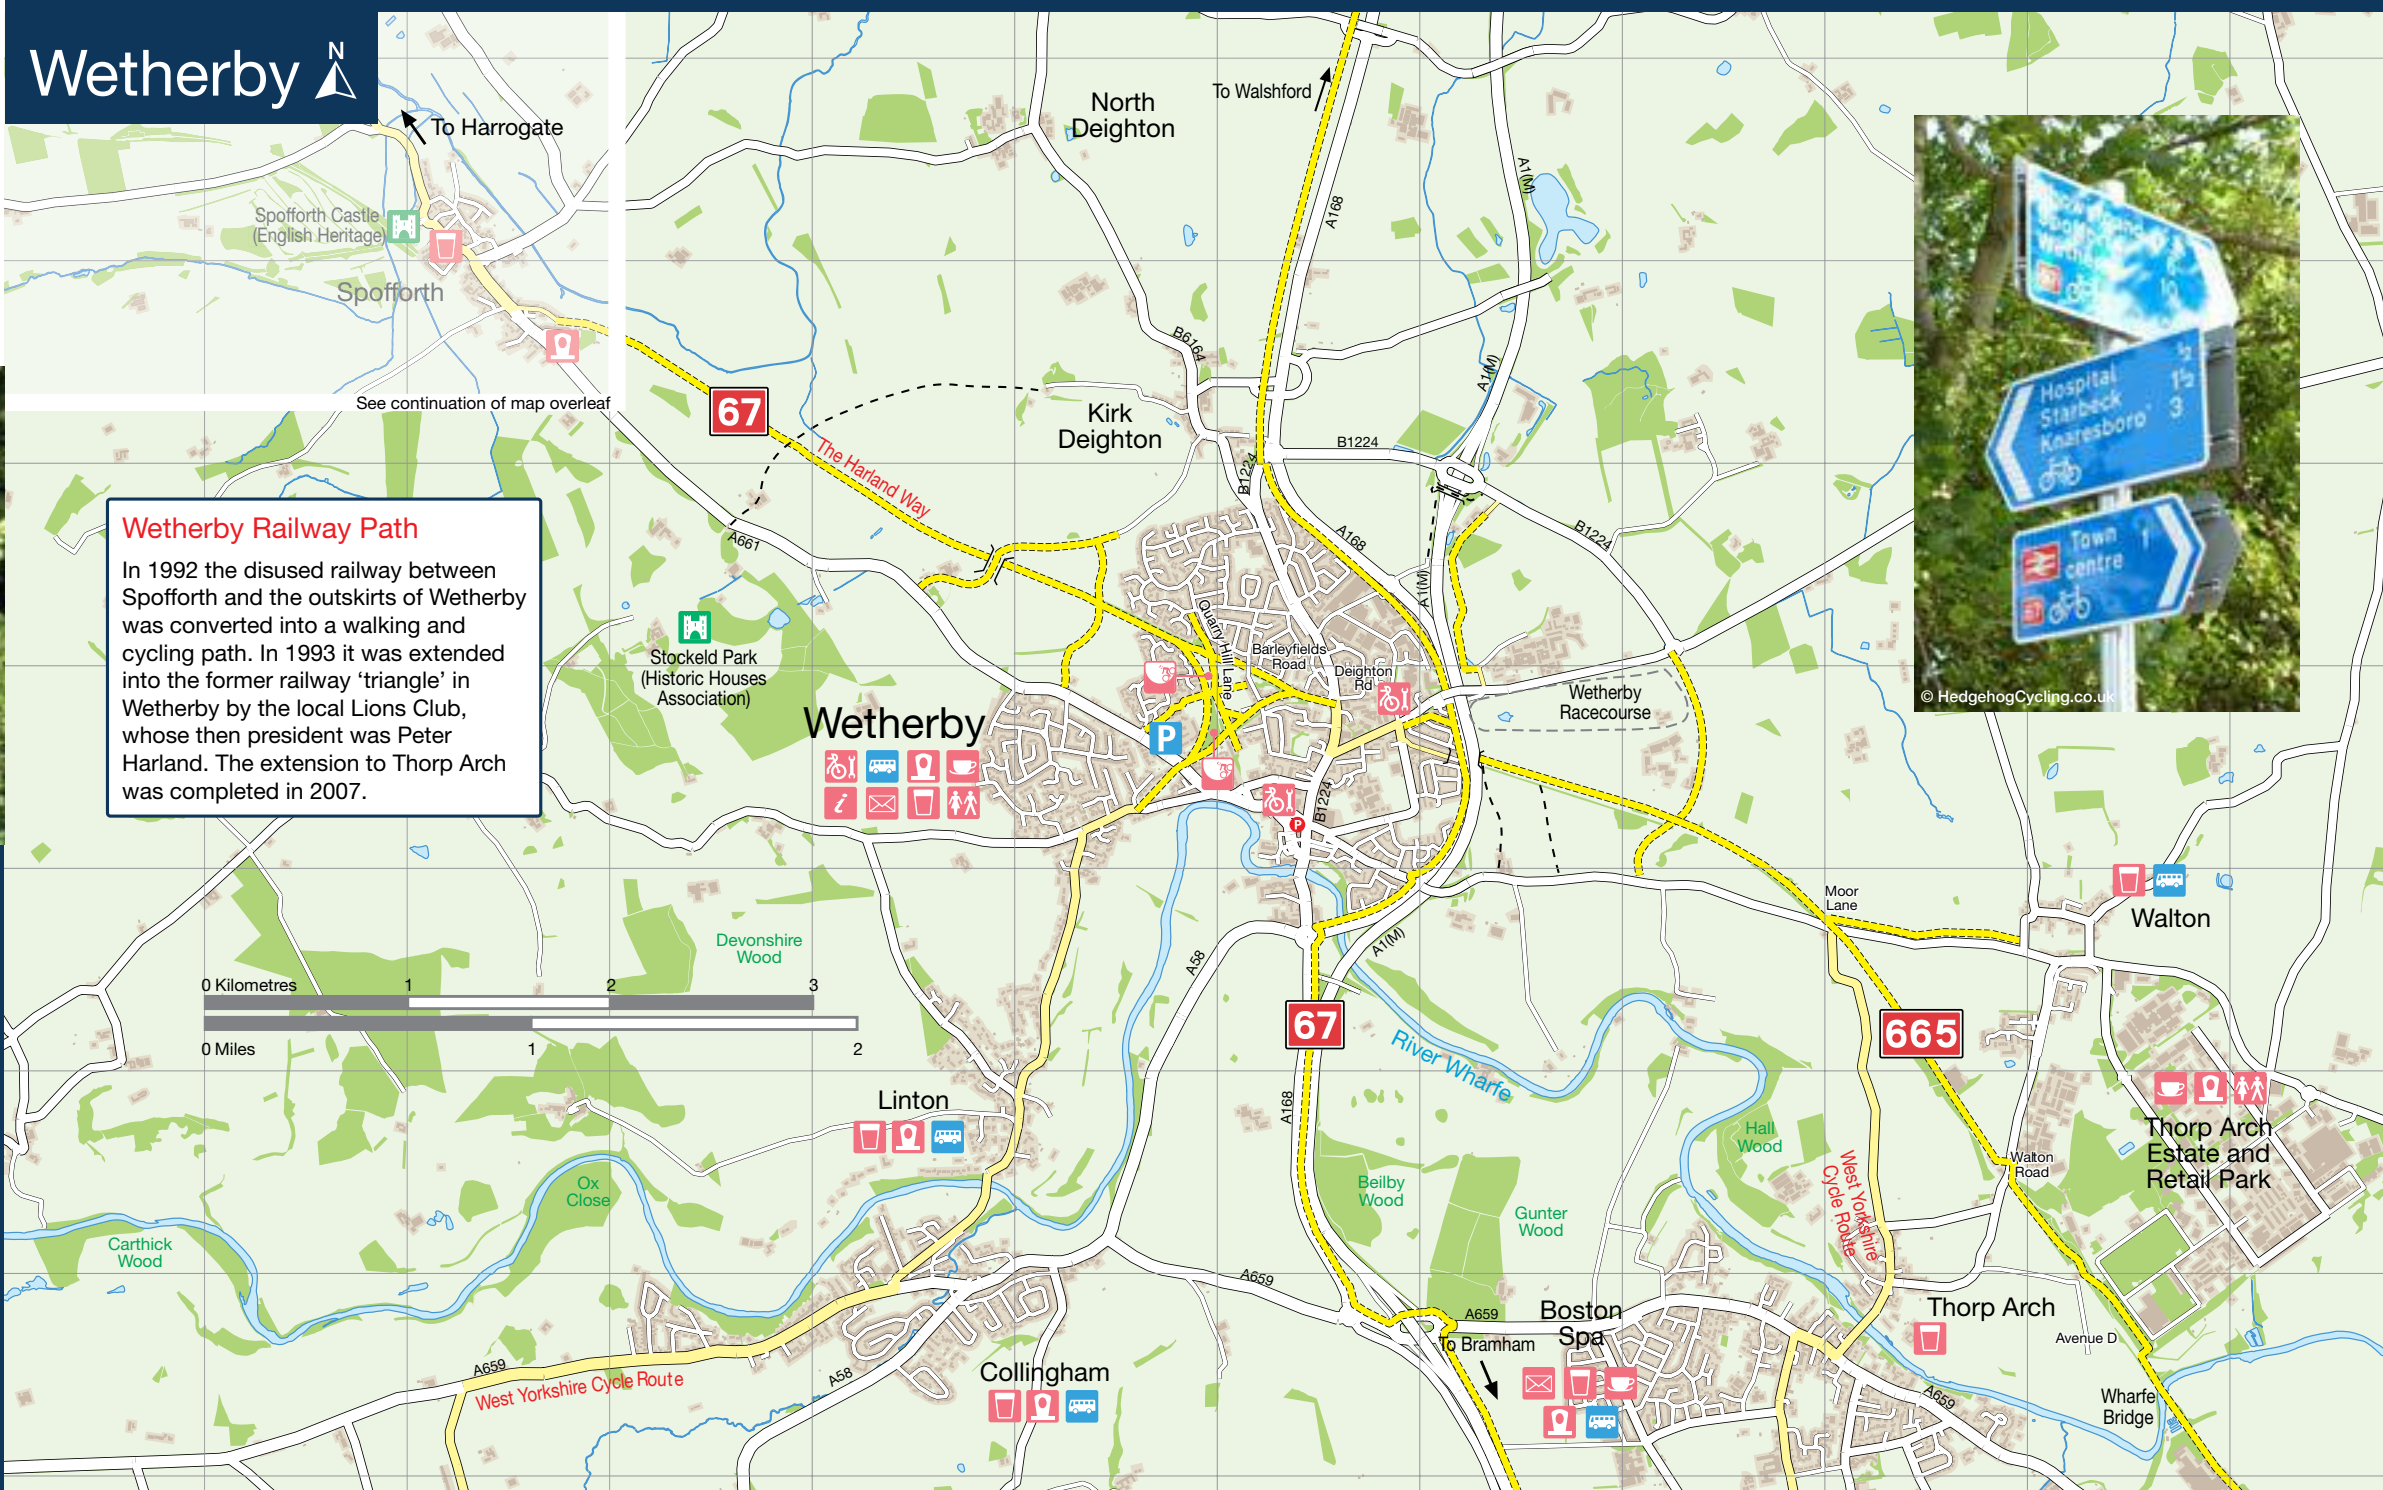 Wetherby
N
To Harrogate
Spofforth Castle
(English Heritage)
Spofforth
See continuation of map overleaf
To Walshford
North
Deighton
A168
A1(M)
B6164
A1(M)
Kirk
Deighton
B1224
B1224
67
The Harland Way
A661
A168
B1224
A1(M)
Wetherby Railway Path
In 1992 the disused railway between
Spofforth and the outskirts of Wetherby
was converted into a walking and
cycling path. In 1993 it was extended
into the former railway ‘triangle’ in
Wetherby by the local Lions Club,
whose then president was Peter
Harland. The extension to Thorp Arch
was completed in 2007.
Stockeld Park
(Historic Houses
Association)
Quarry Hill Lane
Barleyfields
Road
Deighton
Rd
Wetherby
Racecourse
Wetherby
P
i
B1224
P
Hospital ½
Starbeck 1½
Knaresboro' 3
Town 1
centre
© HedgehogCycling.co.uk
Moor
Lane
Walton
Devonshire
Wood
A58
A1(M)
0 Kilometres 1 2 3
0 Miles 1 2
67
665
River Wharfe
A168
Linton
Hall
Wood
Thorp Arch
Estate and
Retail Park
Walton
Road
West Yorkshire
Cycle Route
Ox
Close
Beilby
Wood
Gunter
Wood
Carthick
Wood
A659
A659
Boston
Spa
To Bramham
Thorp Arch
Avenue D
A659
West Yorkshire Cycle Route
A58
Collingham
A659
Wharfe
Bridge